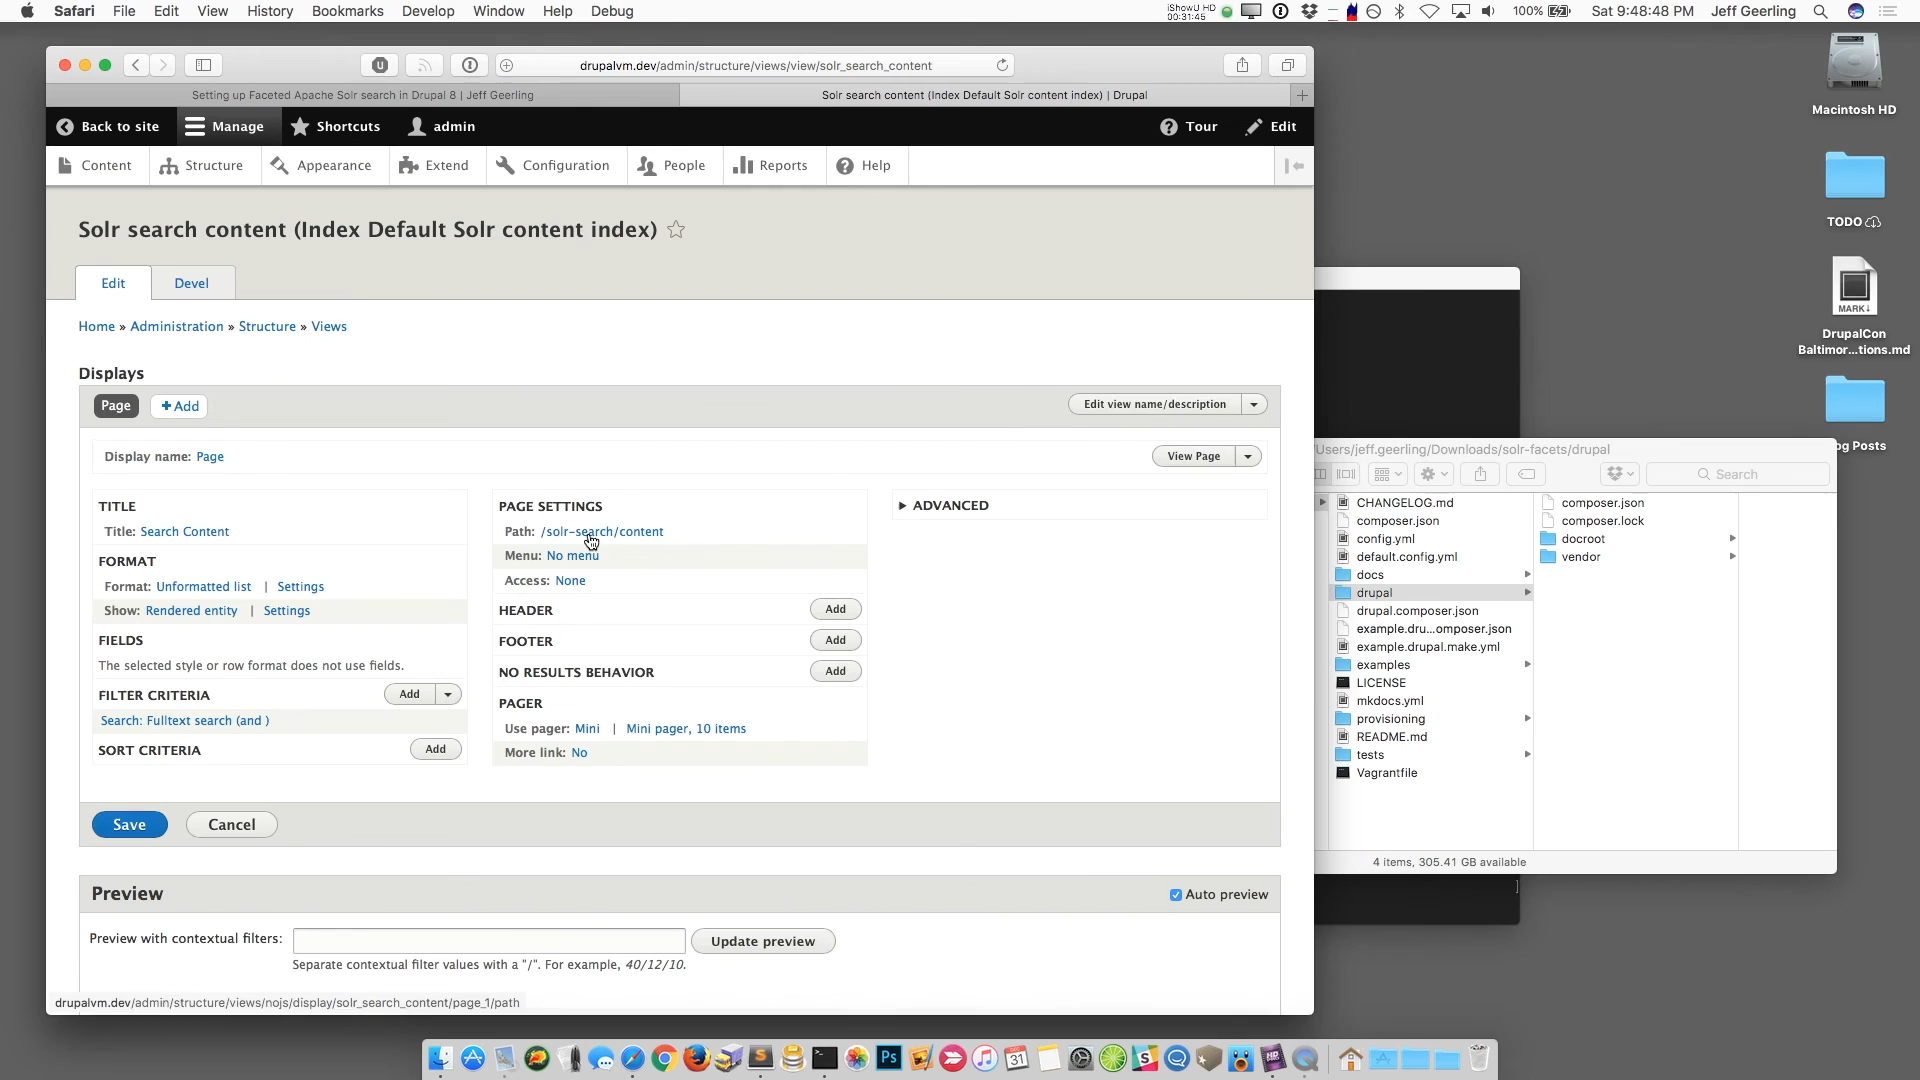 Safari File Edit View History Bookmarks Develop Window Help Debug
iShowU HD
00:31:45
100% Sat 9:48:48 PM Jeff Geerling
drupalvm.dev/admin/structure/views/view/solr_search_content
Setting up Faceted Apache Solr search in Drupal 8 | Jeff Geerling
Solr search content (Index Default Solr content index) | Drupal
Back to site Manage Shortcuts admin Tour Edit
Content Structure Appearance Extend Configuration People Reports Help
Solr search content (Index Default Solr content index)
Edit Devel
Home » Administration » Structure » Views
Displays
Page + Add Edit view name/description
Display name: Page View Page
TITLE
Title: Search Content
FORMAT
Format: Unformatted list | Settings
Show: Rendered entity | Settings
FIELDS
The selected style or row format does not use fields.
FILTER CRITERIA Add
Search: Fulltext search (and )
SORT CRITERIA Add
PAGE SETTINGS
Path: /solr-search/content
Menu: No menu
Access: None
HEADER Add
FOOTER Add
NO RESULTS BEHAVIOR Add
PAGER
Use pager: Mini | Mini pager, 10 items
More link: No
ADVANCED
Save Cancel
Preview
Auto preview
Preview with contextual filters: Update preview
Separate contextual filter values with a "/". For example, 40/12/10.
drupalvm.dev/admin/structure/views/nojs/display/solr_search_content/page_1/path
/Users/jeff.geerling/Downloads/solr-facets/drupal
Search
CHANGELOG.md
composer.json
config.yml
default.config.yml
docs
drupal
drupal.composer.json
example.dru...omposer.json
example.drupal.make.yml
examples
LICENSE
mkdocs.yml
provisioning
README.md
tests
Vagrantfile
composer.json
composer.lock
docroot
vendor
4 items, 305.41 GB available
Macintosh HD
TODO
MARK↓
DrupalCon
Baltimor...tions.md
og Posts
Ps
31